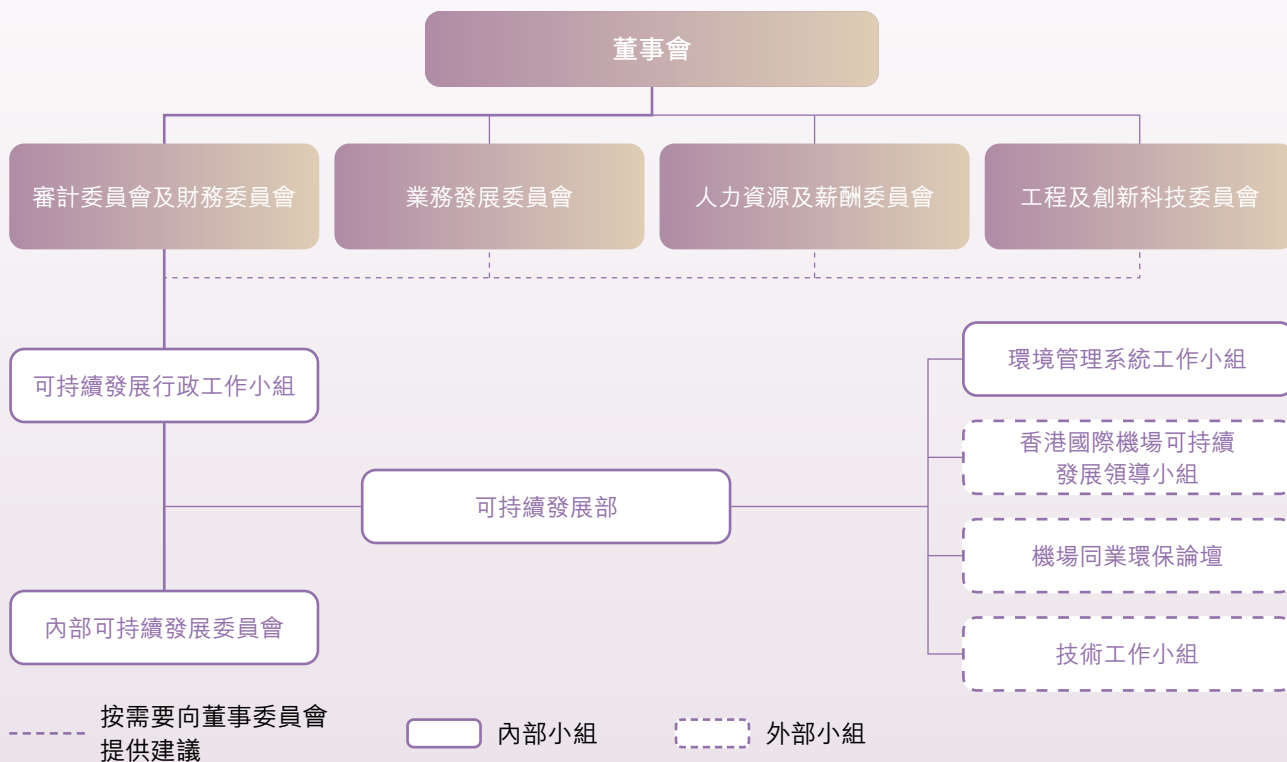 董事會
審計委員會及財務委員會
業務發展委員會
人力資源及薪酬委員會
工程及創新科技委員會
可持續發展行政工作小組
環境管理系統工作小組
香港國際機場可持續
發展領導小組
可持續發展部
機場同業環保論壇
內部可持續發展委員會
技術工作小組
按需要向董事委員會
提供建議
內部小組
外部小組